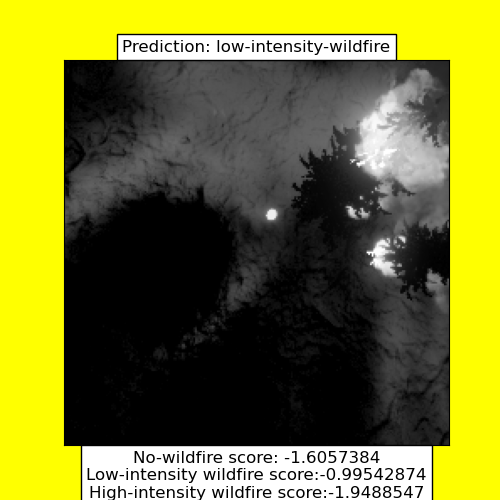 Prediction: low-intensity-wildfire
No-wildfire score: -1.6057384
Low-intensity wildfire score:-0.99542874
High-intensity wildfire score:-1.9488547